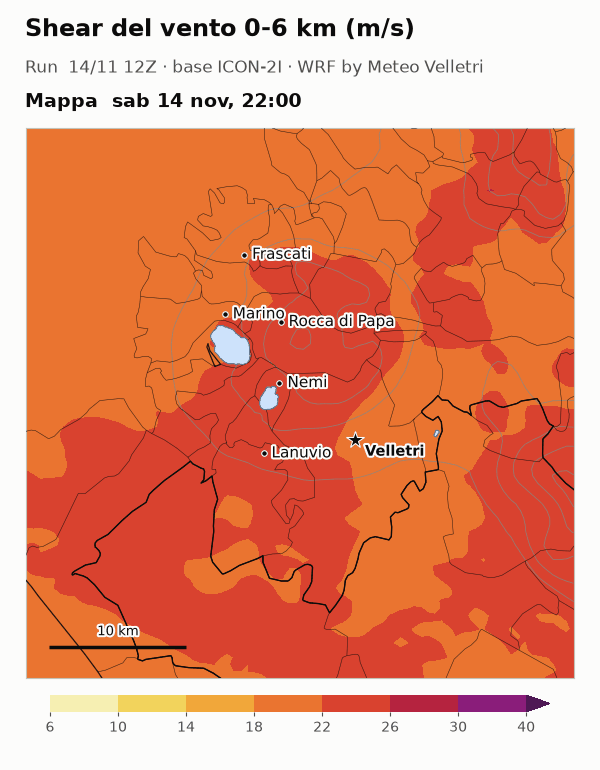 Shear del vento 0-6 km (m/s)
Run  14/11 12Z · base ICON-2I · WRF by Meteo Velletri
Mappa  sab 14 nov, 22:00
Frascati
Marino
Rocca di Papa
Nemi
Velletri
Lanuvio
10 km
6 10 14 18 22 26 30 40